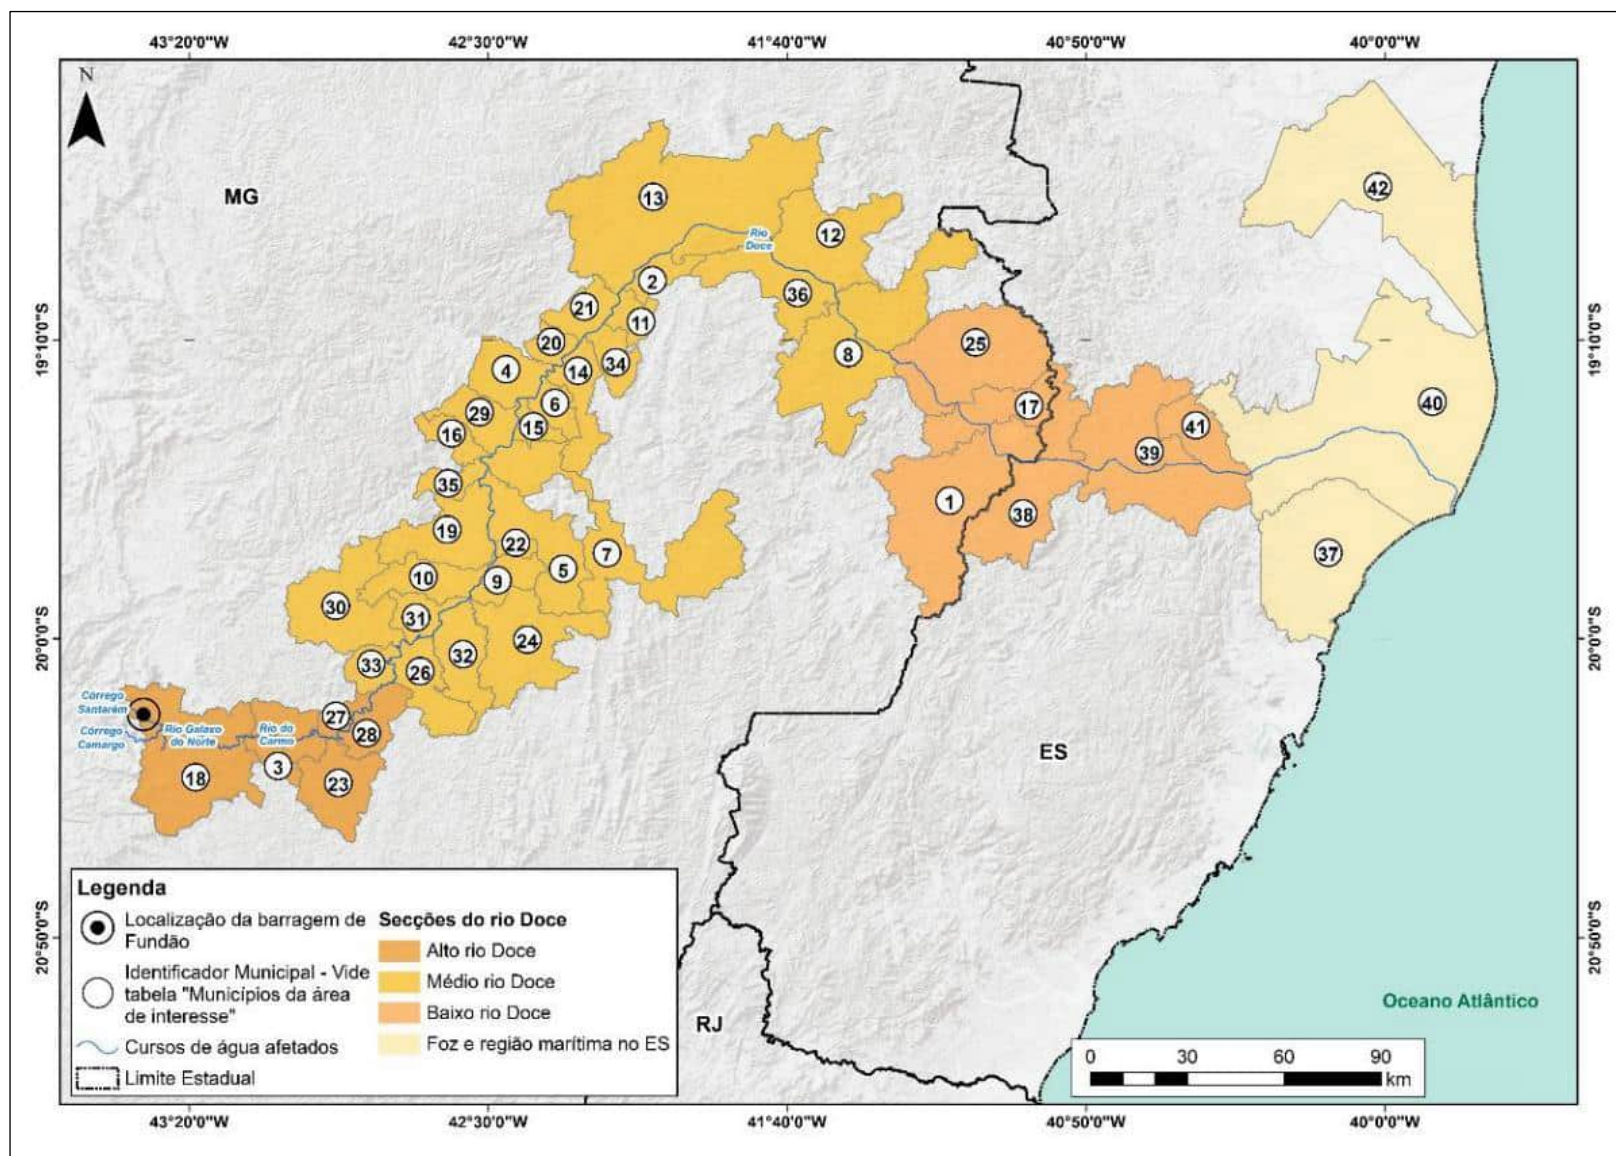 43°20'0"W
42°30'0"W
41°40'0"W
40°50'0"W
40°0'0"W
N
42
13
MG
12
Rio
Doce
2
36
21
11
19°10'0"S
19°10'0"S
20
25
8
34
4
14
6
17
40
29
15
41
16
39
35
1
38
19
22
7
37
5
10
9
30
31
24
20°0'0"S
20°0'0"S
32
33
26
Córrego
Santarém
27
Rio Galaxo
do Norte
Rio do
Carmo
28
Córrego
Camargo
3
18
23
ES
Legenda
Localização da barragem de
Fundão
Identificador Municipal - Vide
tabela "Municípios da área
de interesse"
Cursos de água afetados
Limite Estadual
Secções do rio Doce
Alto rio Doce
Médio rio Doce
Baixo rio Doce
Foz e região marítima no ES
20°50'0"S
20°50'0"S
Oceano Atlântico
RJ
0 30 60 90
km
43°20'0"W
42°30'0"W
41°40'0"W
40°50'0"W
40°0'0"W